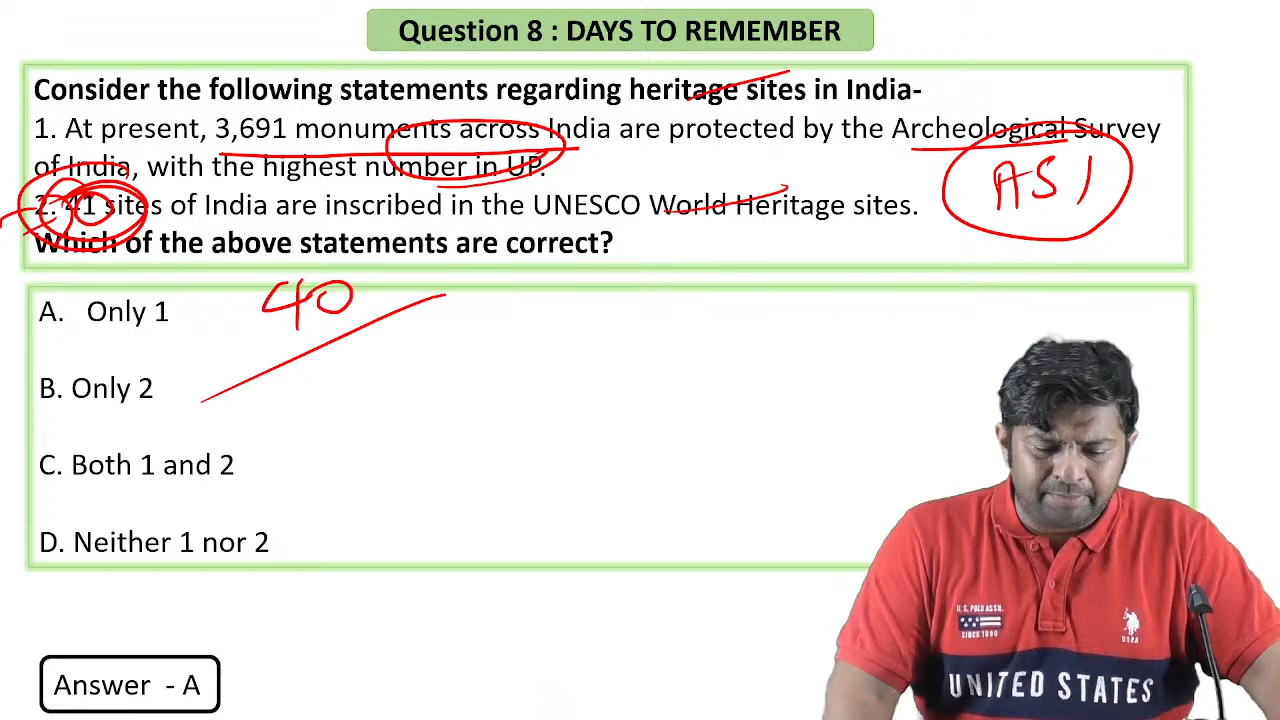 Question 8 : DAYS TO REMEMBER
Consider the following statements regarding heritage sites in India-
1. At present, 3,691 monuments across India are protected by the Archeological Survey
of India, with the highest number in UP.
ASI
2. 41 sites of India are inscribed in the UNESCO World Heritage sites.
Which of the above statements are correct?
40
A. Only 1
B. Only 2
C. Both 1 and 2
D. Neither 1 nor 2
U. S. POLO ASSN.
SINCE 1890
USPA
UNITED STATES
Answer - A